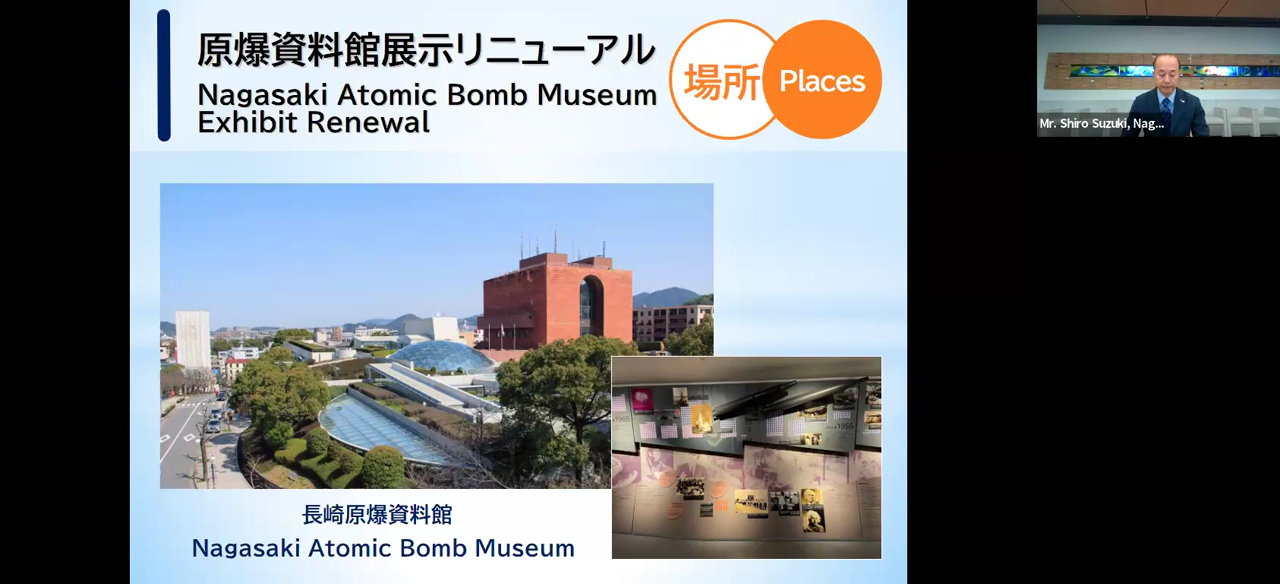 原爆資料館展示リニューアル
Nagasaki Atomic Bomb Museum
Exhibit Renewal
場所
Places
Mr. Shiro Suzuki, Nag...
1955
長崎原爆資料館
Nagasaki Atomic Bomb Museum